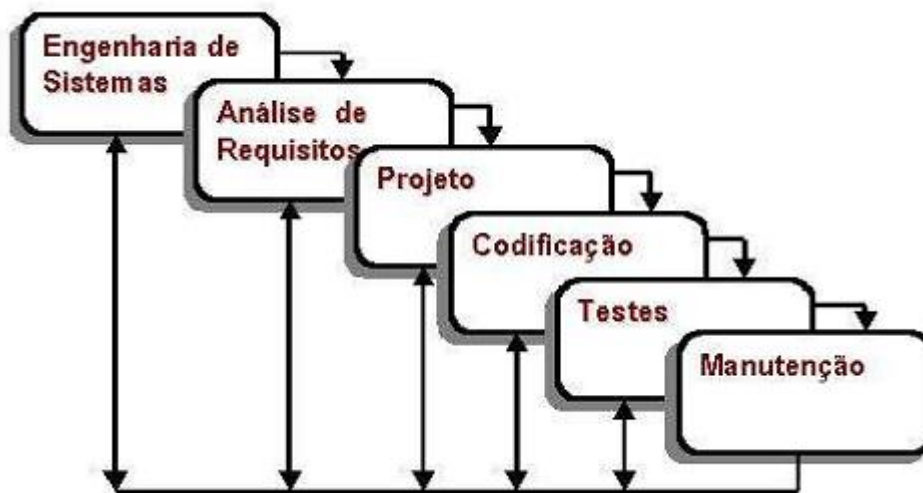 Engenharia de
Sistemas
Análise de
Requisitos
Projeto
Codificação
Testes
Manutenção